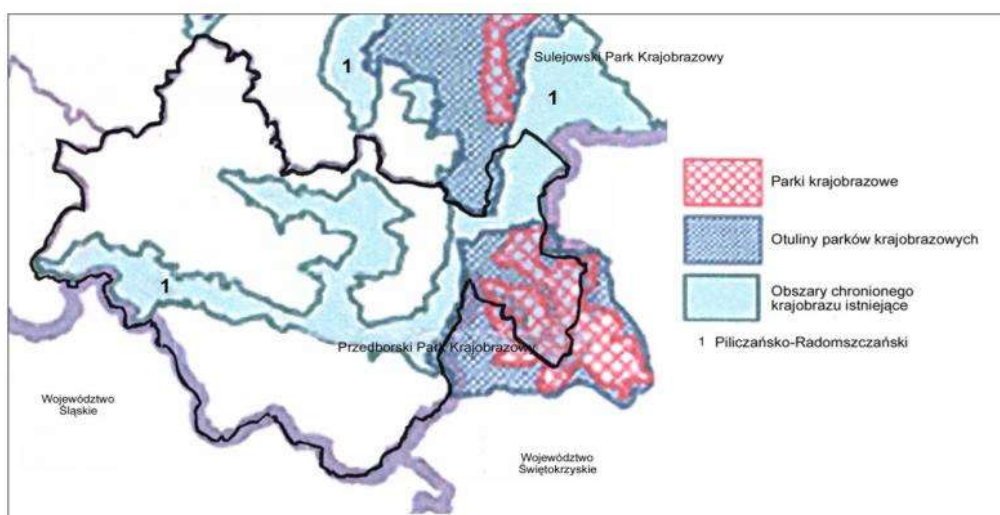 1
Sulejowski Park Krajobrazowy
1
Parki krajobrazowe
Otuliny parków krajobrazowych
1
Obszary chronionego
krajobrazu istniejące
Przedborski Park Krajobrazowy
1 Piliczańsko-Radomszczański
Województwo
Śląskie
Województwo
Świętokrzyskie